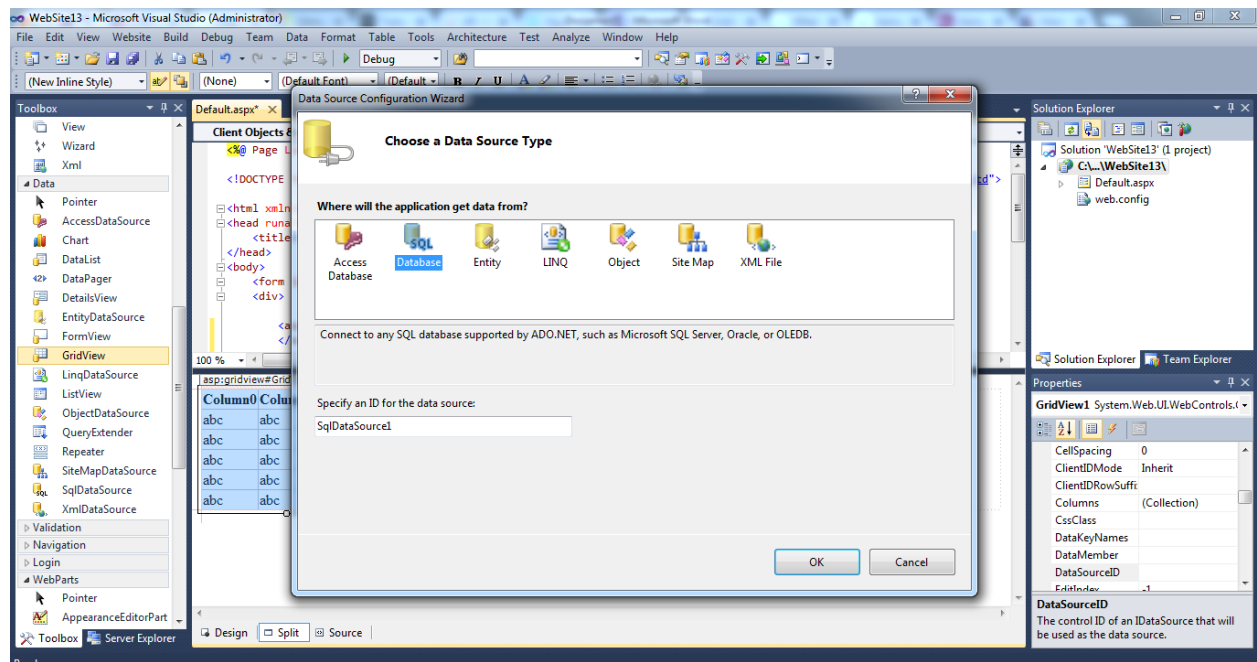 WebSite13 - Microsoft Visual Studio (Administrator)
File Edit View Website Build Debug Team Data Format Table Tools Architecture Test Analyze Window Help
Debug
(New Inline Style) (None) (Default Font) (Default B I U A
Toolbox
View
Wizard
Xml
Data
Pointer
AccessDataSource
Chart
DataList
DataPager
DetailsView
EntityDataSource
FormView
GridView
LinqDataSource
ListView
ObjectDataSource
QueryExtender
Repeater
SiteMapDataSource
SqlDataSource
XmlDataSource
Validation
Navigation
Login
WebParts
Pointer
AppearanceEditorPart
Toolbox Server Explorer
Default.aspx*
Client Objects &
<%@ Page L
<!DOCTYPE
td">
<html xmln
<head runa
<title
</head>
<body>
<form
<div>
<a
</
100 %
asp:gridview#Grid
Column0 Colu
abc abc
abc abc
abc abc
abc abc
abc abc
Design Split Source
Data Source Configuration Wizard
Choose a Data Source Type
Where will the application get data from?
SQL
Access Database
Database
Entity
LINQ
Object
Site Map
XML File
Connect to any SQL database supported by ADO.NET, such as Microsoft SQL Server, Oracle, or OLEDB.
Specify an ID for the data source:
SqlDataSource1
OK Cancel
Solution Explorer
Solution 'WebSite13' (1 project)
C:\...\WebSite13\
Default.aspx
web.config
Solution Explorer Team Explorer
Properties
GridView1 System.Web.UI.WebControls.(
CellSpacing 0
ClientIDMode Inherit
ClientIDRowSuffi
Columns (Collection)
CssClass
DataKeyNames
DataMember
DataSourceID
EditIndex -1
DataSourceID
The control ID of an IDataSource that will
be used as the data source.